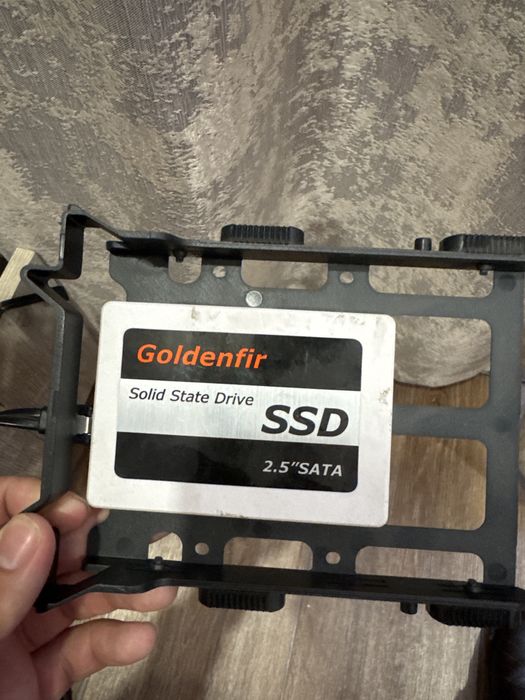 Goldenfir
Solid State Drive
SSD
2.5”SATA